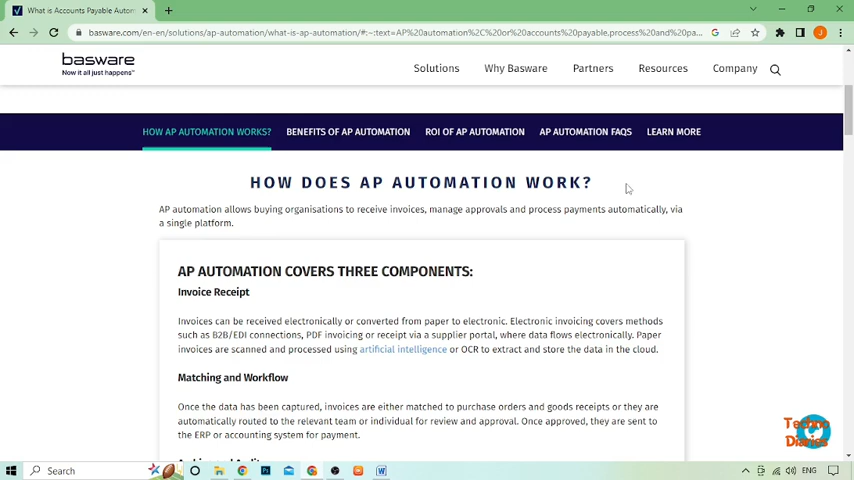 What is Accounts Payable Autom
basware.com/en-en/solutions/ap-automation/what-is-ap-automation/#:~:text=AP%20automation%2C%20or%20accounts%20payable,process%20and%20pa...
basware
Now it all just happens™
Solutions Why Basware Partners Resources Company
HOW AP AUTOMATION WORKS? BENEFITS OF AP AUTOMATION ROI OF AP AUTOMATION AP AUTOMATION FAQS LEARN MORE
HOW DOES AP AUTOMATION WORK?
AP automation allows buying organisations to receive invoices, manage approvals and process payments automatically, via
a single platform.
AP AUTOMATION COVERS THREE COMPONENTS:
Invoice Receipt
Invoices can be received electronically or converted from paper to electronic. Electronic invoicing covers methods
such as B2B/EDI connections, PDF invoicing or receipt via a supplier portal, where data flows electronically. Paper
invoices are scanned and processed using artificial intelligence or OCR to extract and store the data in the cloud.
Matching and Workflow
Once the data has been captured, invoices are either matched to purchase orders and goods receipts or they are
automatically routed to the relevant team or individual for review and approval. Once approved, they are sent to
the ERP or accounting system for payment.
Techno
Diaries
Search
ENG